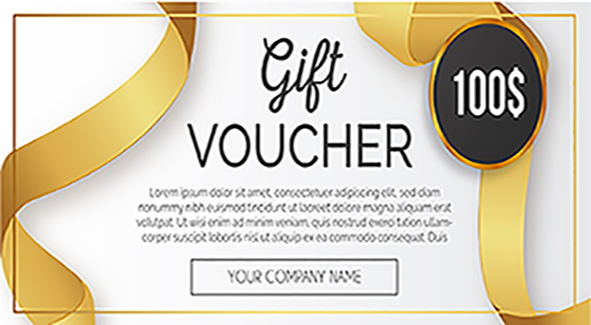 Gift
100$
VOUCHER
Lorem ipsum dolor sit amet, consectetuer adipiscing elit, sed diam
nonummy nibh euismod tincidunt ut laoreet dolore magna aliquam erat
volutpat. Ut wisi enim ad minim veniam, quis nostrud exerci tation ullam-
corper suscipit lobortis nisl ut aliquip ex ea commodo consequat. Duis
YOUR COMPANY NAME